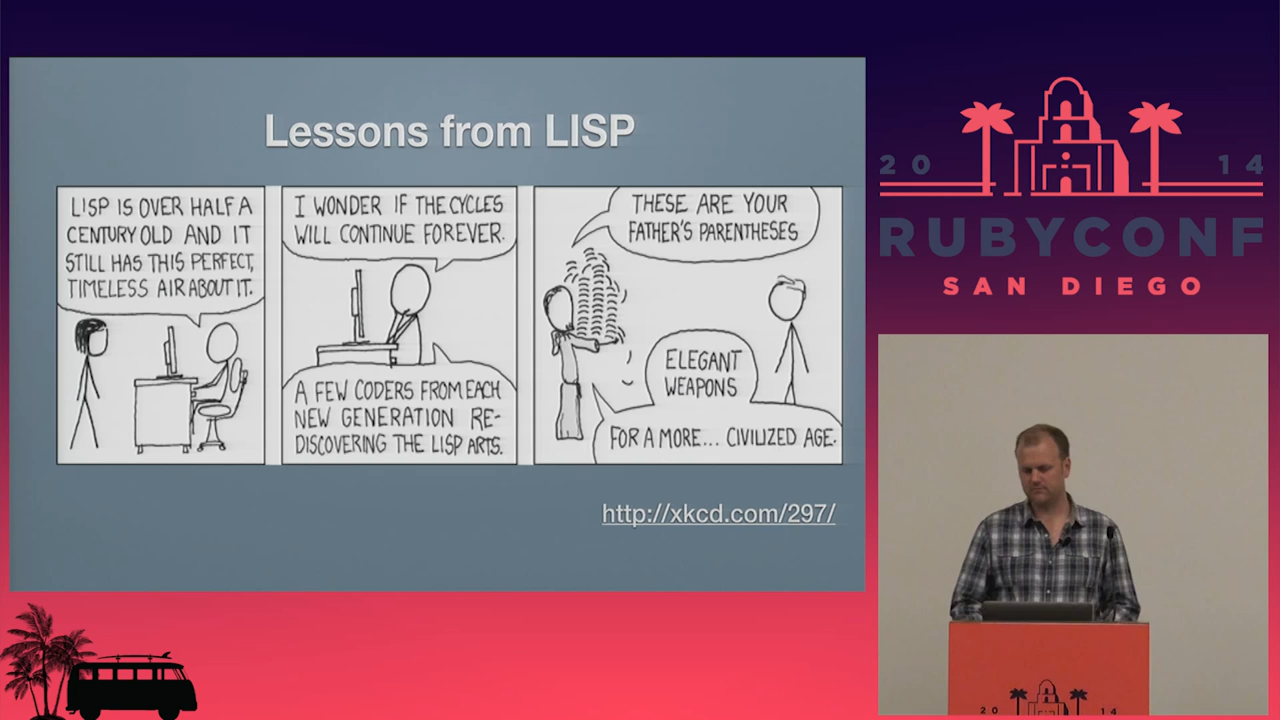 Lessons from LISP
LISP IS OVER HALF A
CENTURY OLD AND IT
STILL HAS THIS PERFECT,
TIMELESS AIR ABOUT IT.
I WONDER IF THE CYCLES
WILL CONTINUE FOREVER.
A FEW CODERS FROM EACH
NEW GENERATION RE-
DISCOVERING THE LISP ARTS.
THESE ARE YOUR
FATHER'S PARENTHESES
ELEGANT
WEAPONS
FOR A MORE... CIVILIZED AGE.
http://xkcd.com/297/
20 14
RUBYCONF
SAN DIEGO
20 14